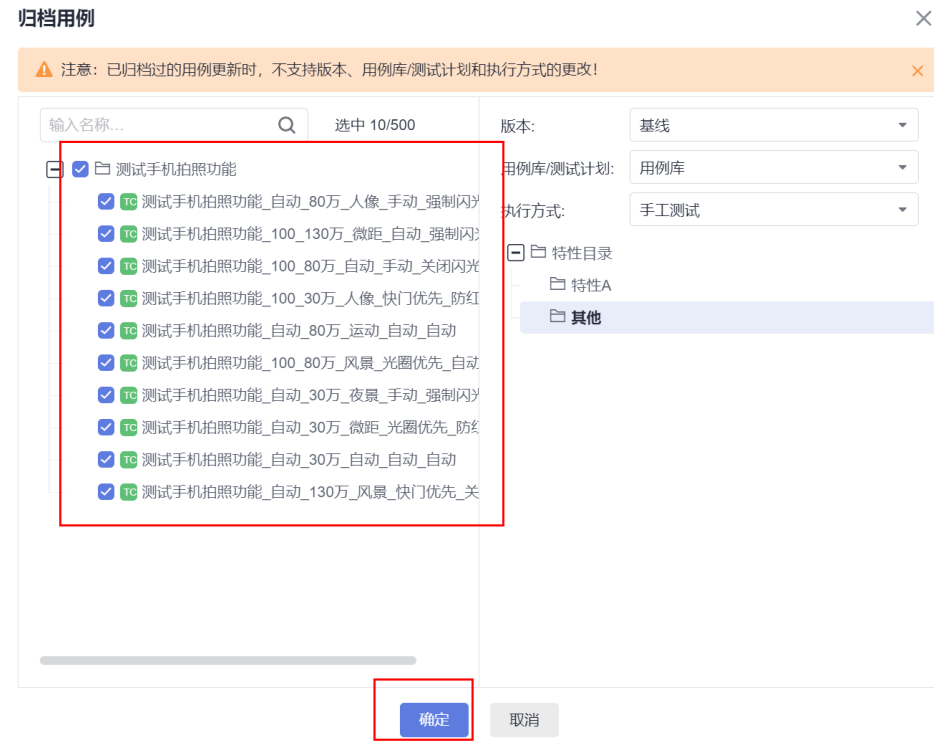 归档用例
注意：已归档过的用例更新时，不支持版本、用例库/测试计划和执行方式的更改！
输入名称...
选中 10/500
测试手机拍照功能
TC 测试手机拍照功能_自动_80万_人像_手动_强制闪光
TC 测试手机拍照功能_100_130万_微距_自动_强制闪
TC 测试手机拍照功能_100_80万_自动_手动_关闭闪光
TC 测试手机拍照功能_100_30万_人像_快门优先_防红
TC 测试手机拍照功能_自动_80万_运动_自动_自动
TC 测试手机拍照功能_100_80万_风景_光圈优先_自动
TC 测试手机拍照功能_自动_30万_夜景_手动_强制闪光
TC 测试手机拍照功能_自动_30万_微距_光圈优先_防红
TC 测试手机拍照功能_自动_30万_自动_自动_自动
TC 测试手机拍照功能_自动_130万_风景_快门优先_关
版本:
基线
用例库/测试计划:
用例库
执行方式:
手工测试
特性目录
特性A
其他
确定
取消